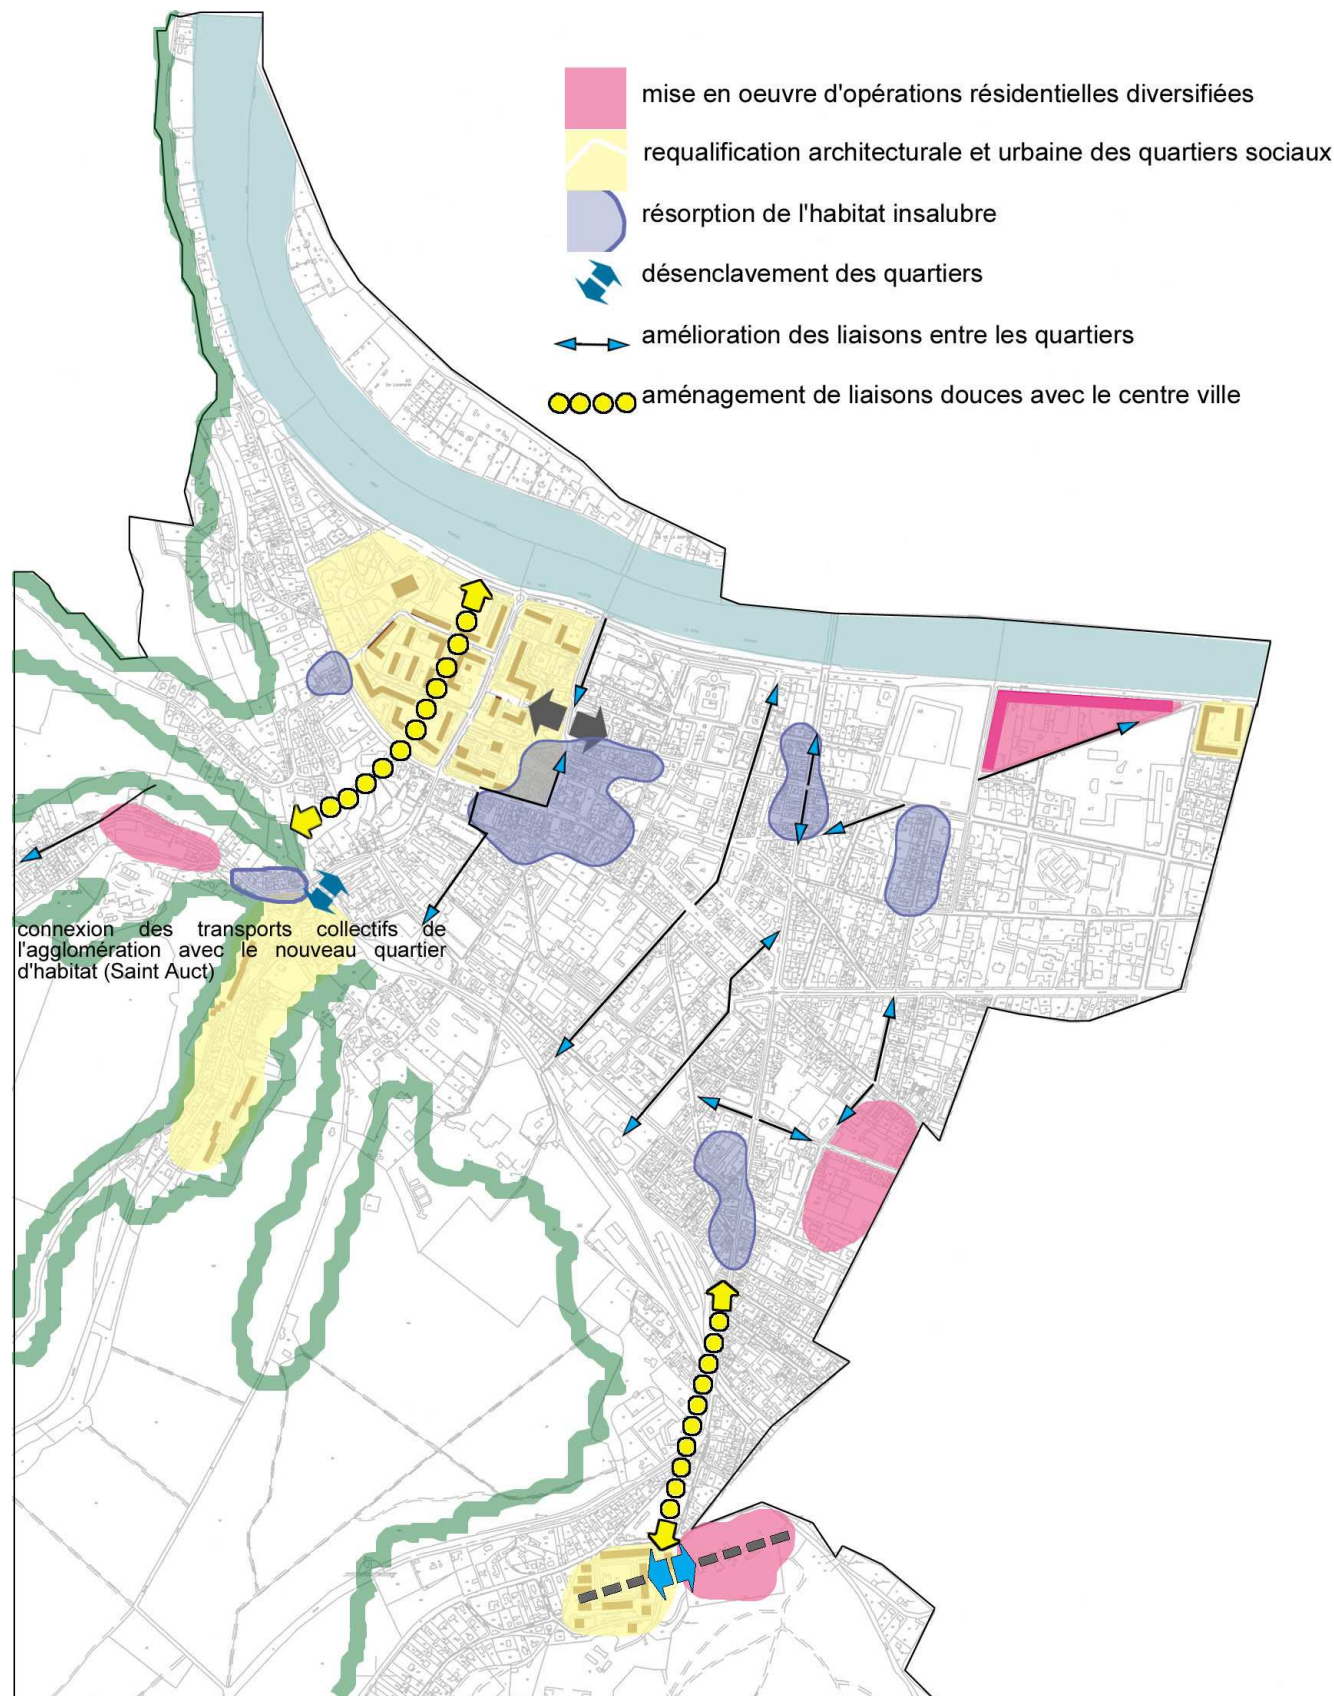 mise en oeuvre d'opérations résidentielles diversifiées
requalification architecturale et urbaine des quartiers sociaux
résorption de l'habitat insalubre
désenclavement des quartiers
amélioration des liaisons entre les quartiers
aménagement de liaisons douces avec le centre ville
connexion des transports collectifs de
l'agglomération avec le nouveau quartier
d'habitat (Saint Auct)